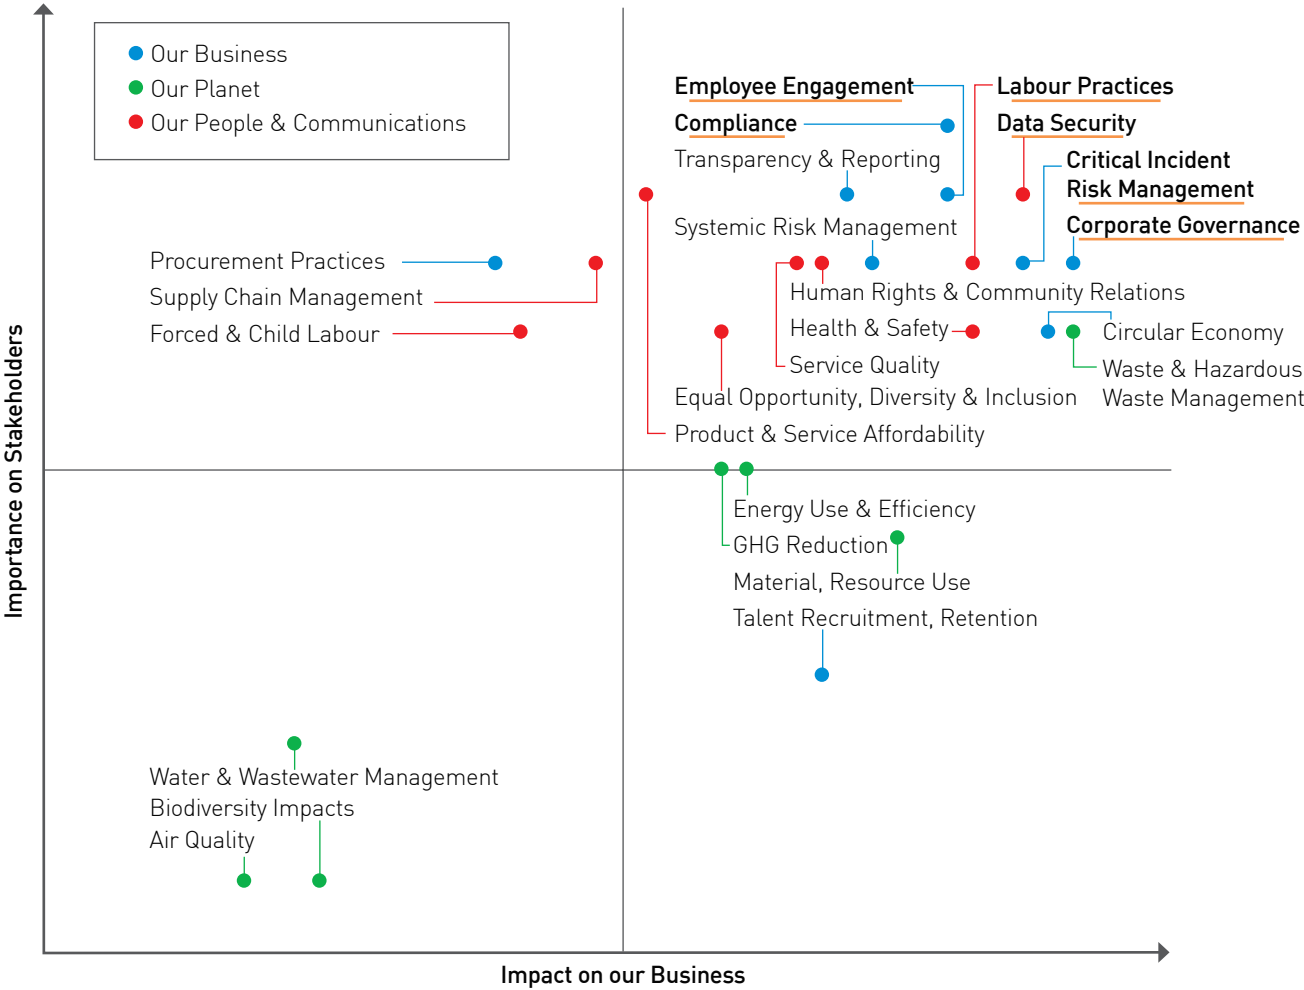 Our Business
Our Planet
Our People & Communications
Employee Engagement
Compliance
Transparency & Reporting
Systemic Risk Management
Labour Practices
Data Security
Critical Incident
Risk Management
Corporate Governance
Procurement Practices
Supply Chain Management
Forced & Child Labour
Human Rights & Community Relations
Health & Safety
Service Quality
Circular Economy
Waste & Hazardous
Waste Management
Equal Opportunity, Diversity & Inclusion
Product & Service Affordability
Energy Use & Efficiency
GHG Reduction
Material, Resource Use
Talent Recruitment, Retention
Water & Wastewater Management
Biodiversity Impacts
Air Quality
Importance on Stakeholders
Impact on our Business